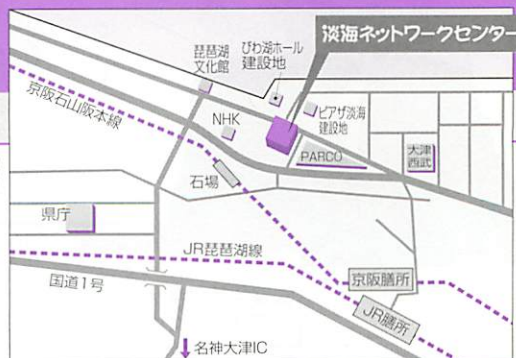 淡海ネットワークセンター
琵琶湖
文化館
びわ湖ホール
建設地
京阪石山阪本線
NHK
ピアザ淡海
建設地
PARCO
大津
西武
石場
県庁
JR琵琶湖線
国道1号
京阪膳所
JR膳所
名神大津IC